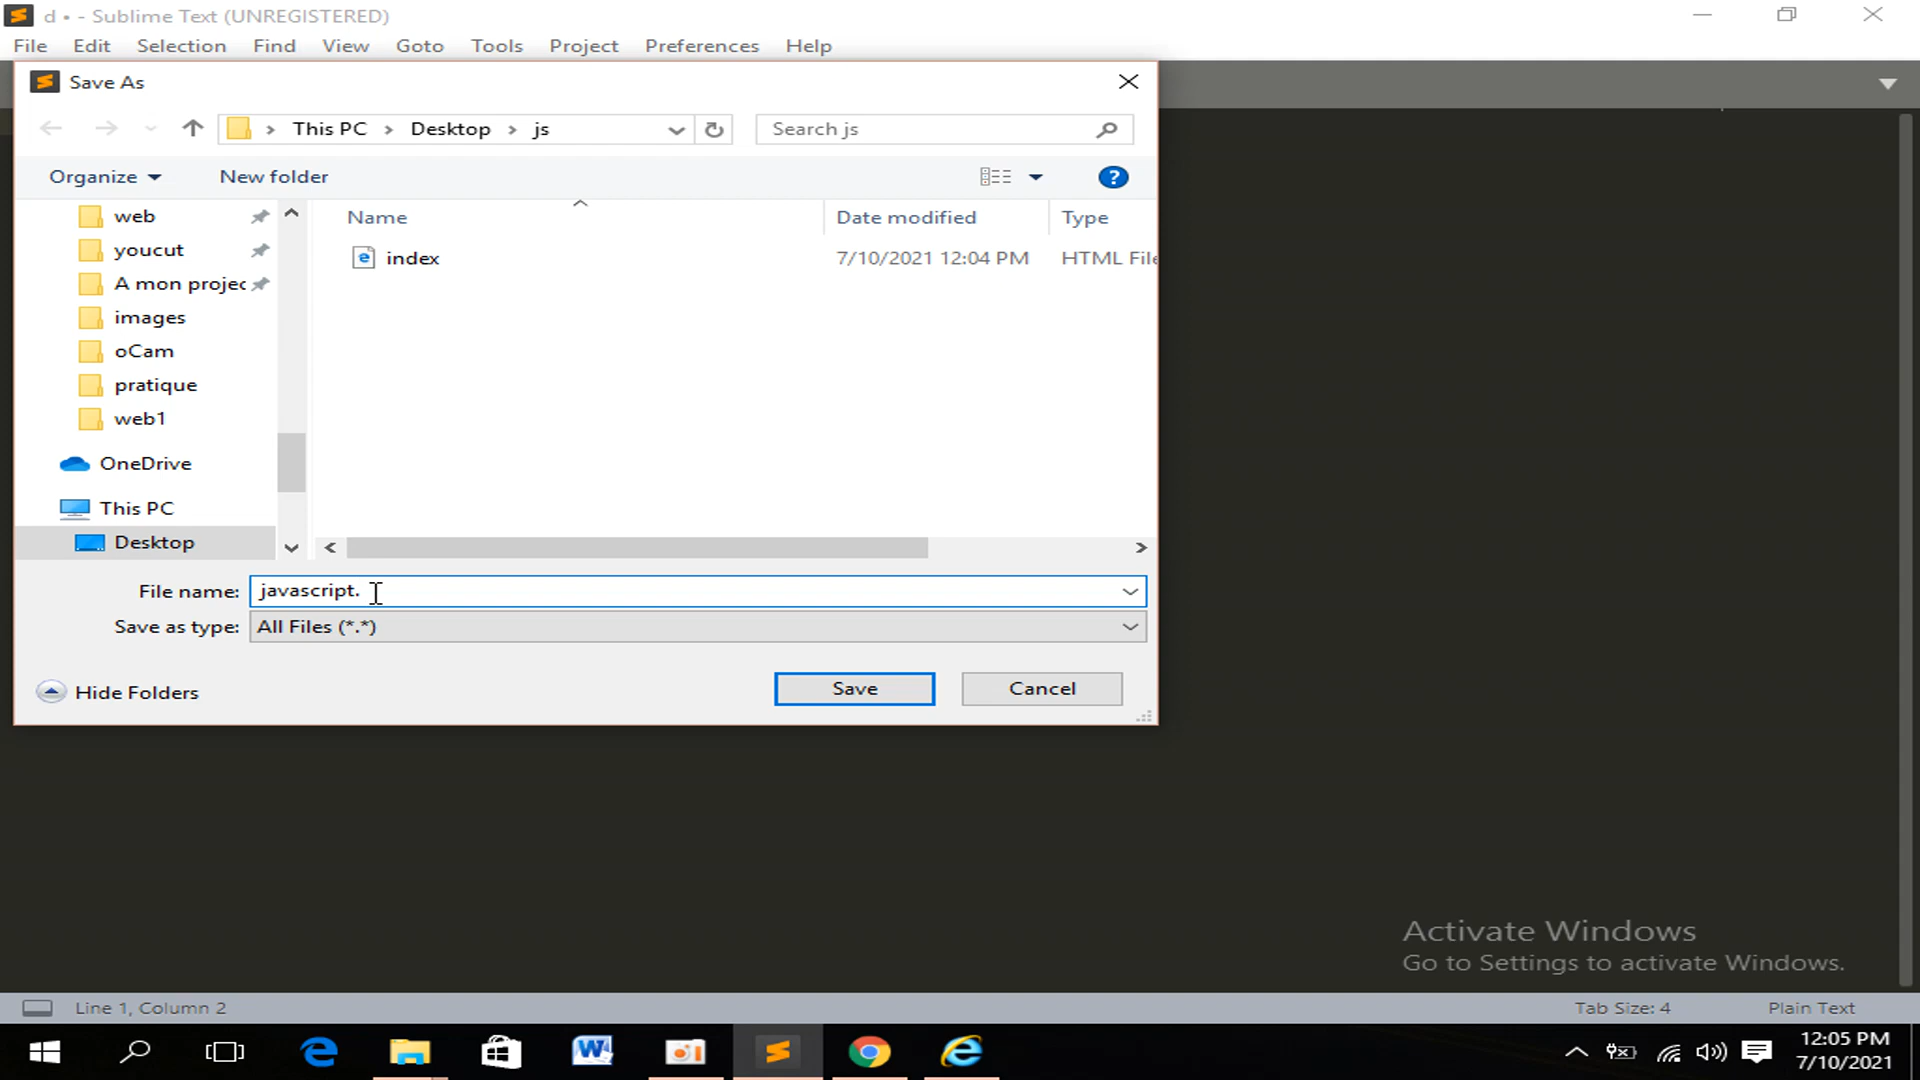 d • - Sublime Text (UNREGISTERED)
File Edit Selection Find View Goto Tools Project Preferences Help
Save As
This PC > Desktop > js
Search js
Organize
New folder
Name
Date modified
Type
web
youcut
A mon projec
images
oCam
pratique
web1
OneDrive
This PC
Desktop
index
7/10/2021 12:04 PM
HTML File
File name:
javascript.
Save as type:
All Files (*.*)
Hide Folders
Save
Cancel
Activate Windows
Go to Settings to activate Windows.
Line 1, Column 2
Tab Size: 4
Plain Text
12:05 PM
7/10/2021